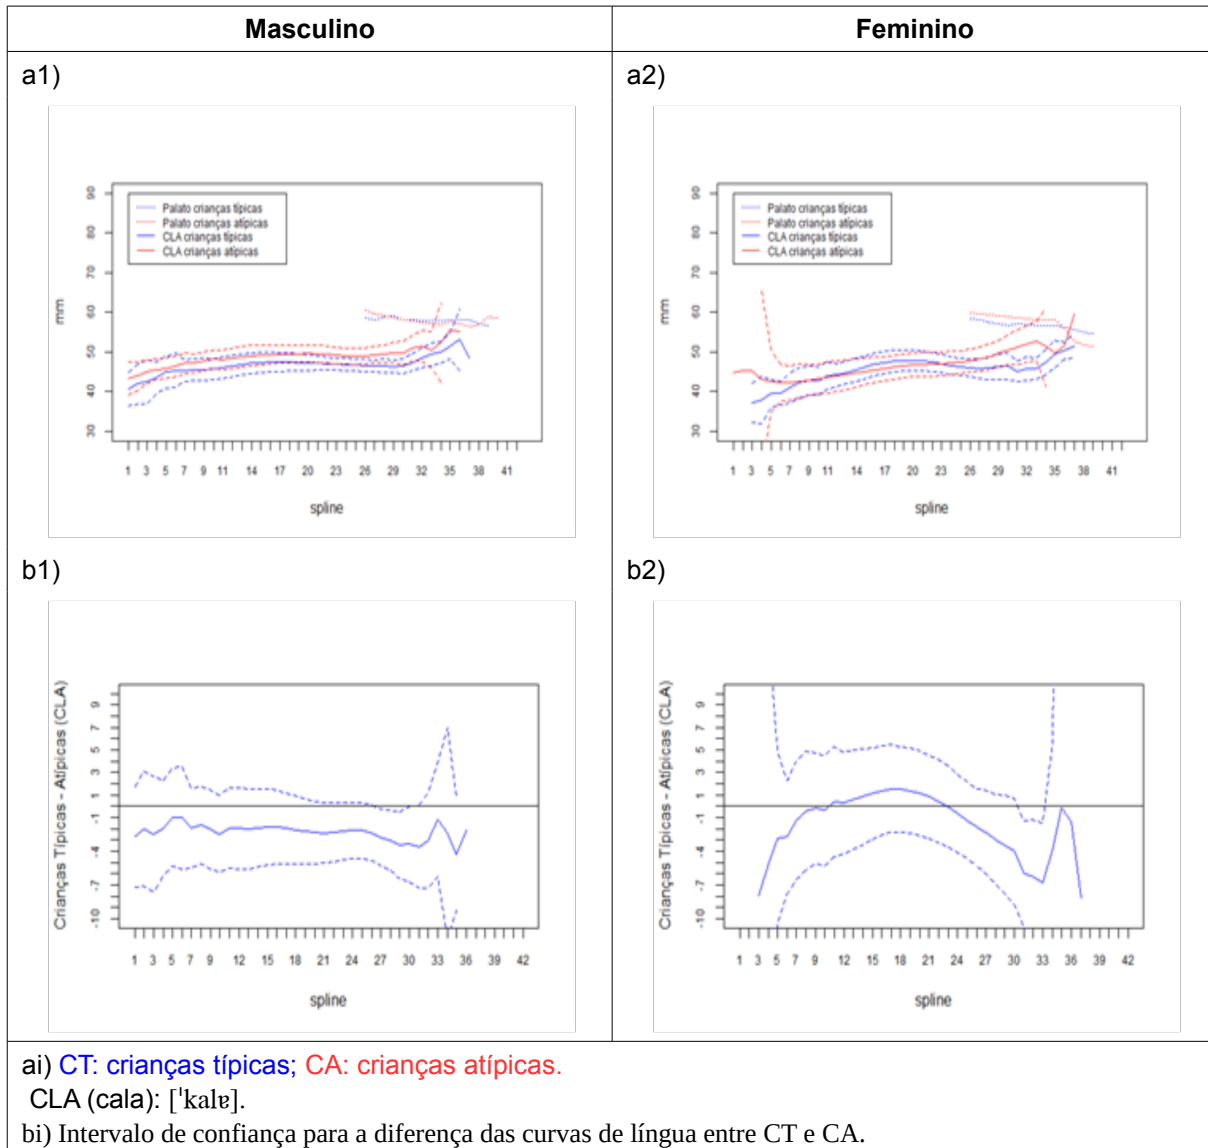 Masculino
Feminino
a1)
a2)
90
80
70
60
50
40
30
mm
Palato crianças típicas
Palato crianças atípicas
CLA crianças típicas
CLA crianças atípicas
1 3 5 7 9 11 14 17 20 23 26 29 32 35 38 41
spline
90
80
70
60
50
40
30
mm
Palato crianças típicas
Palato crianças atípicas
CLA crianças típicas
CLA crianças atípicas
1 3 5 7 9 11 14 17 20 23 26 29 32 35 38 41
spline
b1)
b2)
Crianças Típicas - Atípicas (CLA)
9
7
5
3
1
-1
-4
-7
-10
1 3 5 7 9 12 15 18 21 24 27 30 33 36 39 42
spline
Crianças Típicas - Atípicas (CLA)
9
7
5
3
1
-1
-4
-7
-10
1 3 5 7 9 12 15 18 21 24 27 30 33 36 39 42
spline
ai) CT: crianças típicas; CA: crianças atípicas.
CLA (cala): [ˈkalɐ].
bi) Intervalo de confiança para a diferença das curvas de língua entre CT e CA.